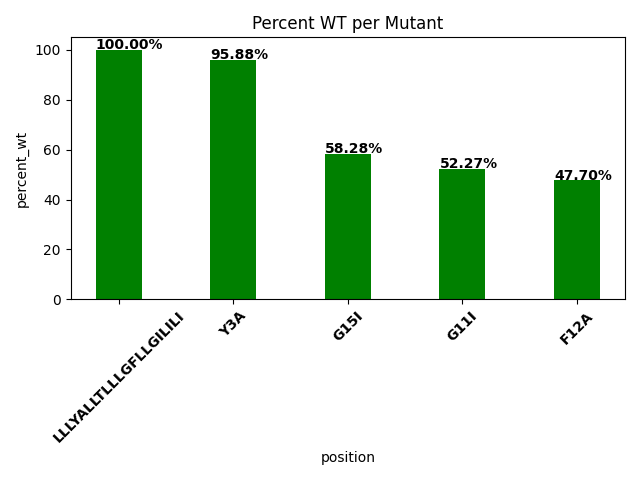 Percent WT per Mutant
percent_wt
100
80
60
40
20
0
100.00%
95.88%
58.28%
52.27%
47.70%
LLLYALLTLLLGFLLGILILI
Y3A
G15I
G11I
F12A
position